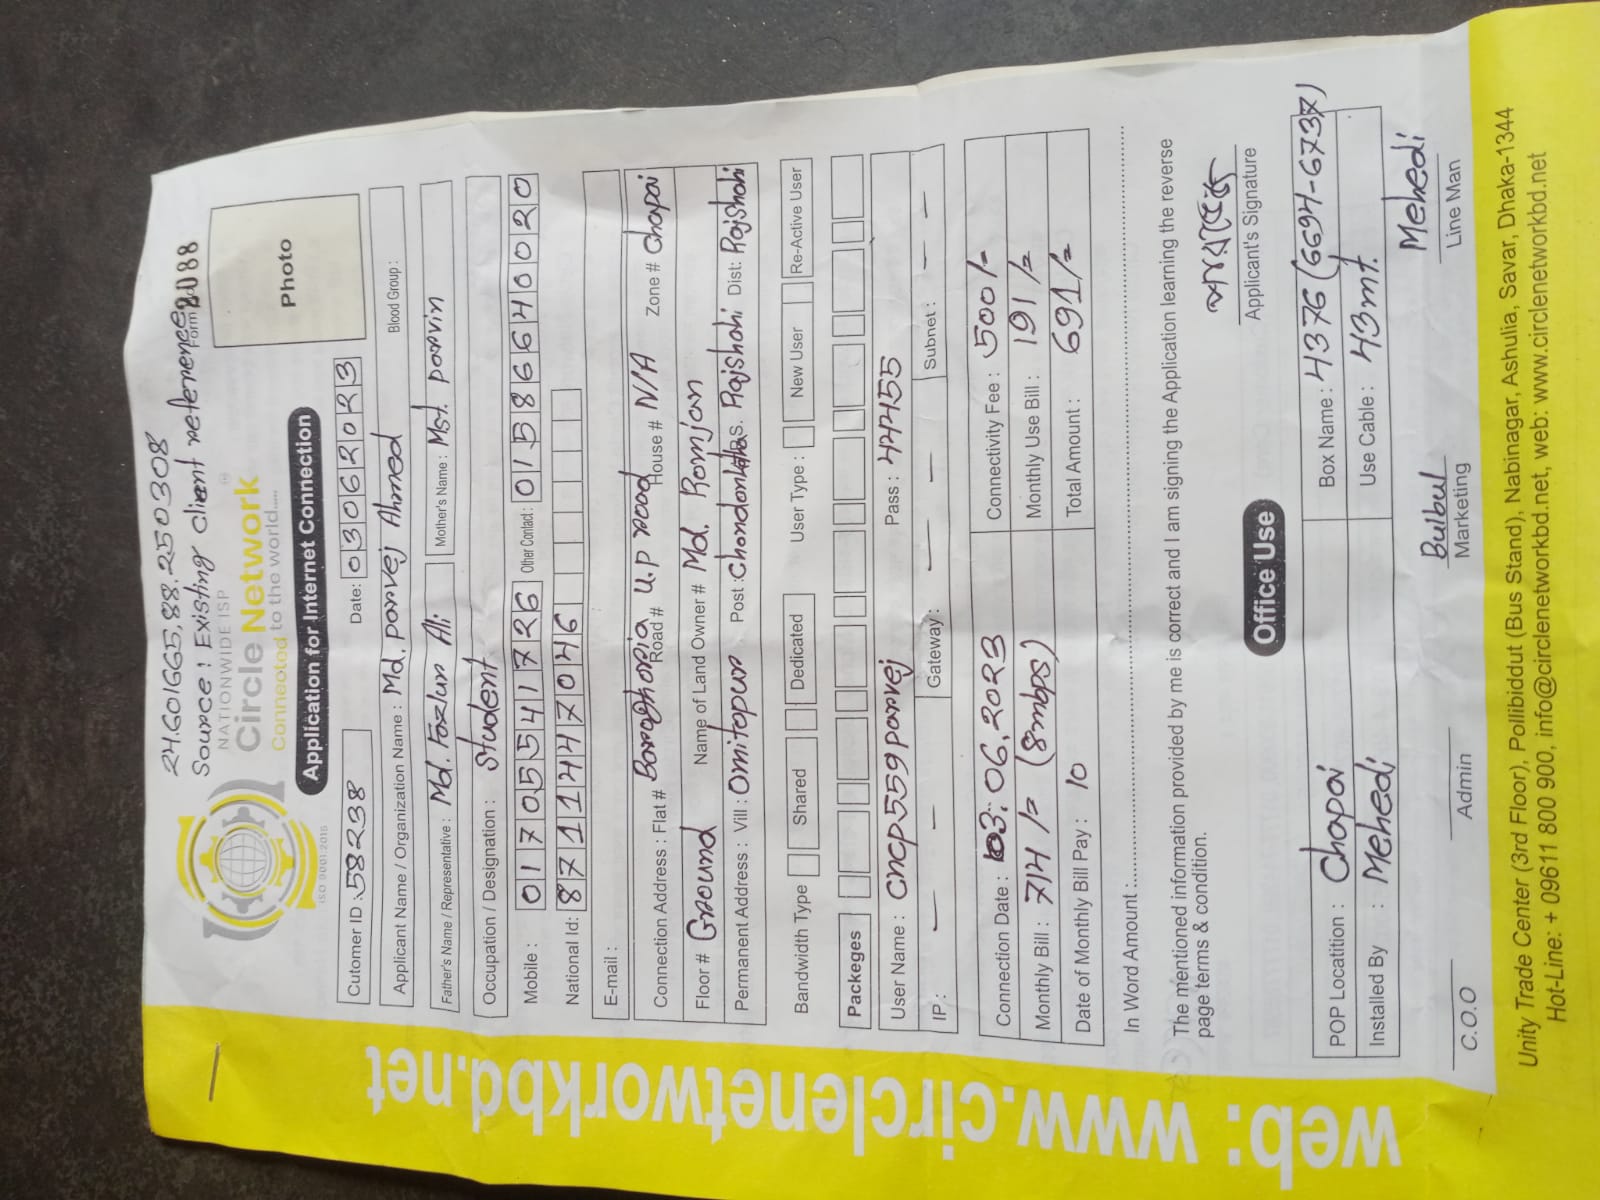 24.601665,88.250308
Source: Existing client reference
8088
NATIONWIDE ISP
Circle Network
Connected to the world.....
ISO 9001:2015
Photo
Application for Internet Connection
Cutomer ID : 58238 Date: 03062023
Applicant Name / Organization Name : Md. parvej Ahmed Blood Group :
Father's Name / Representative : Md. Fazlur Ali Mother's Name : Mst. parvin
Occupation / Designation : Student
Mobile : 01705541726 Other Contact : 01586640020
National Id: 8711447046
E-mail :
Connection Address : Flat # Baraghoria Road # U.P road House # N/A Zone # Chapai
Floor # Ground Name of Land Owner # Md. Romjan
Permanent Address : Vill : Omitopur Post : Chondonlatha P.S. Rajshahi Dist: Rajshahi
Bandwidth Type Shared Dedicated User Type : New User Re-Active User
Packeges
User Name : cncp559parvej Pass : 44455
IP : — — Gateway : — — Subnet : — —
Connection Date : 03.06.2023 Connectivity Fee : 500/-
Monthly Bill : 714/= (8mbps) Monthly Use Bill : 191/=
Date of Monthly Bill Pay : 10 Total Amount : 691/=
In Word Amount :
The mentioned information provided by me is correct and I am signing the Application learning the reverse
page terms & condition.
Applicant's Signature
Office Use
POP Locatition : Chapai Box Name : 4376 (6694-6737)
Installed By : Mehedi Use Cable : 43mt.
Bulbul Mehedi
C.O.O Admin Marketing Line Man
Unity Trade Center (3rd Floor), Pollibiddut (Bus Stand), Nabinagar, Ashulia, Savar, Dhaka-1344
Hot-Line: + 09611 800 900, info@circlenetworkbd.net, web: www.circlenetworkbd.net
web: www.circlenetworkbd.net